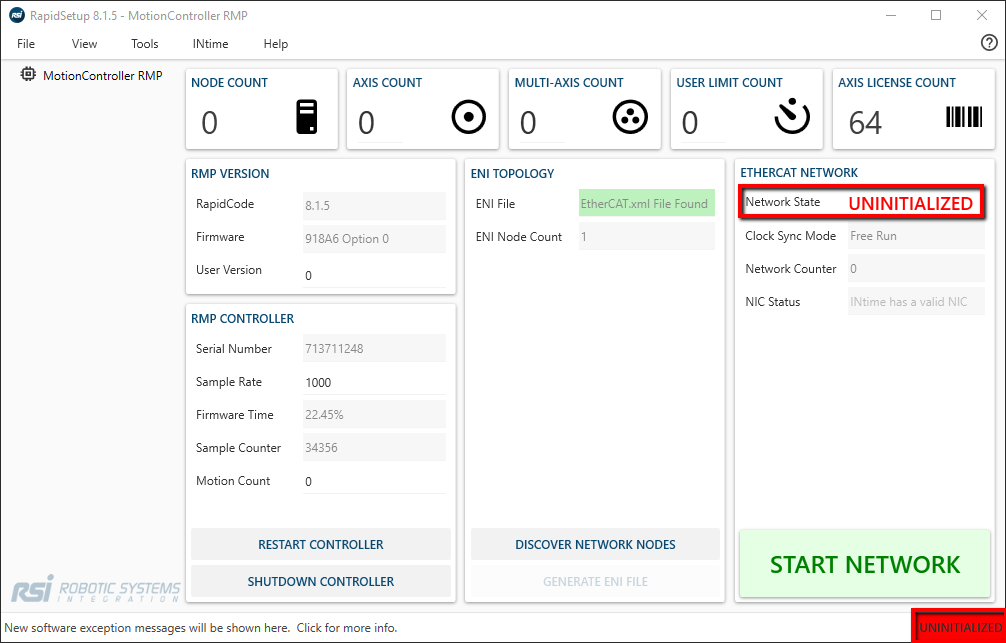 RSI RapidSetup 8.1.5 - MotionController RMP
File View Tools INtime Help
MotionController RMP
NODE COUNT
0
AXIS COUNT
0
MULTI-AXIS COUNT
0
USER LIMIT COUNT
0
AXIS LICENSE COUNT
64
RMP VERSION
RapidCode 8.1.5
Firmware 918A6 Option 0
User Version 0
RMP CONTROLLER
Serial Number 713711248
Sample Rate 1000
Firmware Time 22.45%
Sample Counter 34356
Motion Count 0
RESTART CONTROLLER
SHUTDOWN CONTROLLER
ENI TOPOLOGY
ENI File EtherCAT.xml File Found
ENI Node Count 1
DISCOVER NETWORK NODES
GENERATE ENI FILE
ETHERCAT NETWORK
Network State UNINITIALIZED
Clock Sync Mode Free Run
Network Counter 0
NIC Status INtime has a valid NIC
START NETWORK
RSI ROBOTIC SYSTEMS
INTEGRATION
New software exception messages will be shown here. Click for more info.
UNINITIALIZED